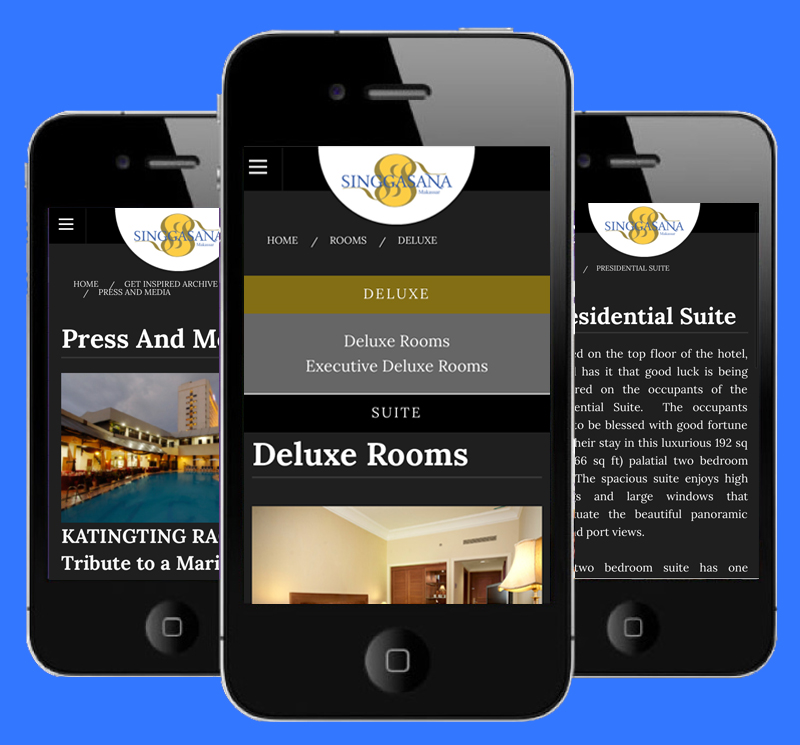 SINGGASANA
Makassar
HOME / GET INSPIRED ARCHIVE
/ PRESS AND MEDIA
Press And Me
KATINGTING RAC
Tribute to a Mari
SINGGASANA
Makassar
HOME / ROOMS / DELUXE
DELUXE
Deluxe Rooms
Executive Deluxe Rooms
SUITE
Deluxe Rooms
SINGGASANA
Makassar
/ PRESIDENTIAL SUITE
esidential Suite
ed on the top floor of the hotel,
has it that good luck is being
red on the occupants of the
ential Suite. The occupants
to be blessed with good fortune
heir stay in this luxurious 192 sq
66 sq ft) palatial two bedroom
The spacious suite enjoys high
gs and large windows that
tuate the beautiful panoramic
nd port views.
two bedroom suite has one